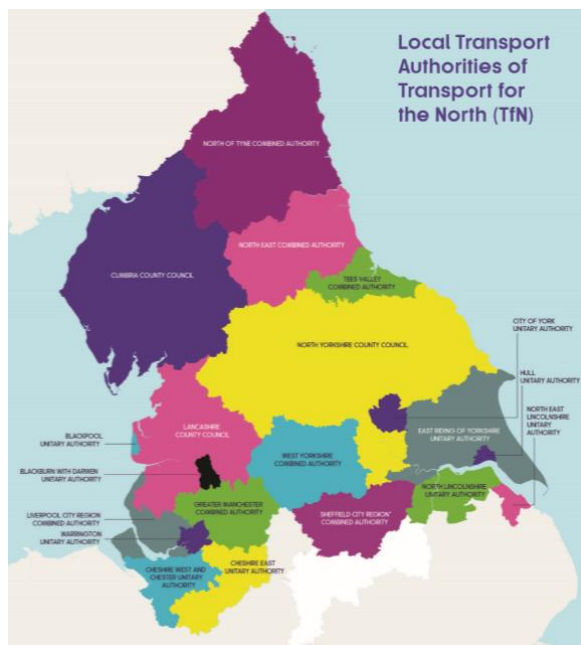 Local Transport
Authorities of
Transport for
the North (TfN)
NORTH OF TYNE COMBINED AUTHORITY
NORTH EAST COMBINED AUTHORITY
CUMBRIA COUNTY COUNCIL
TEES VALLEY
COMBINED AUTHORITY
CITY OF YORK
UNITARY AUTHORITY
NORTH YORKSHIRE COUNTY COUNCIL
HULL
UNITARY AUTHORITY
NORTH EAST
LINCOLNSHIRE
UNITARY
AUTHORITY
LANCASHIRE
COUNTY COUNCIL
EAST RIDING OF YORKSHIRE
UNITARY AUTHORITY
BLACKPOOL
UNITARY AUTHORITY
WEST YORKSHIRE
COMBINED AUTHORITY
BLACKBURN WITH DARWEN
UNITARY AUTHORITY
NORTH LINCOLNSHIRE
UNITARY AUTHORITY
GREATER MANCHESTER
COMBINED AUTHORITY
SHEFFIELD CITY REGION*
COMBINED AUTHORITY
LIVERPOOL CITY REGION
COMBINED AUTHORITY
WARRINGTON
UNITARY AUTHORITY
CHESHIRE EAST
UNITARY AUTHORITY
CHESHIRE WEST AND
CHESTER UNITARY
AUTHORITY